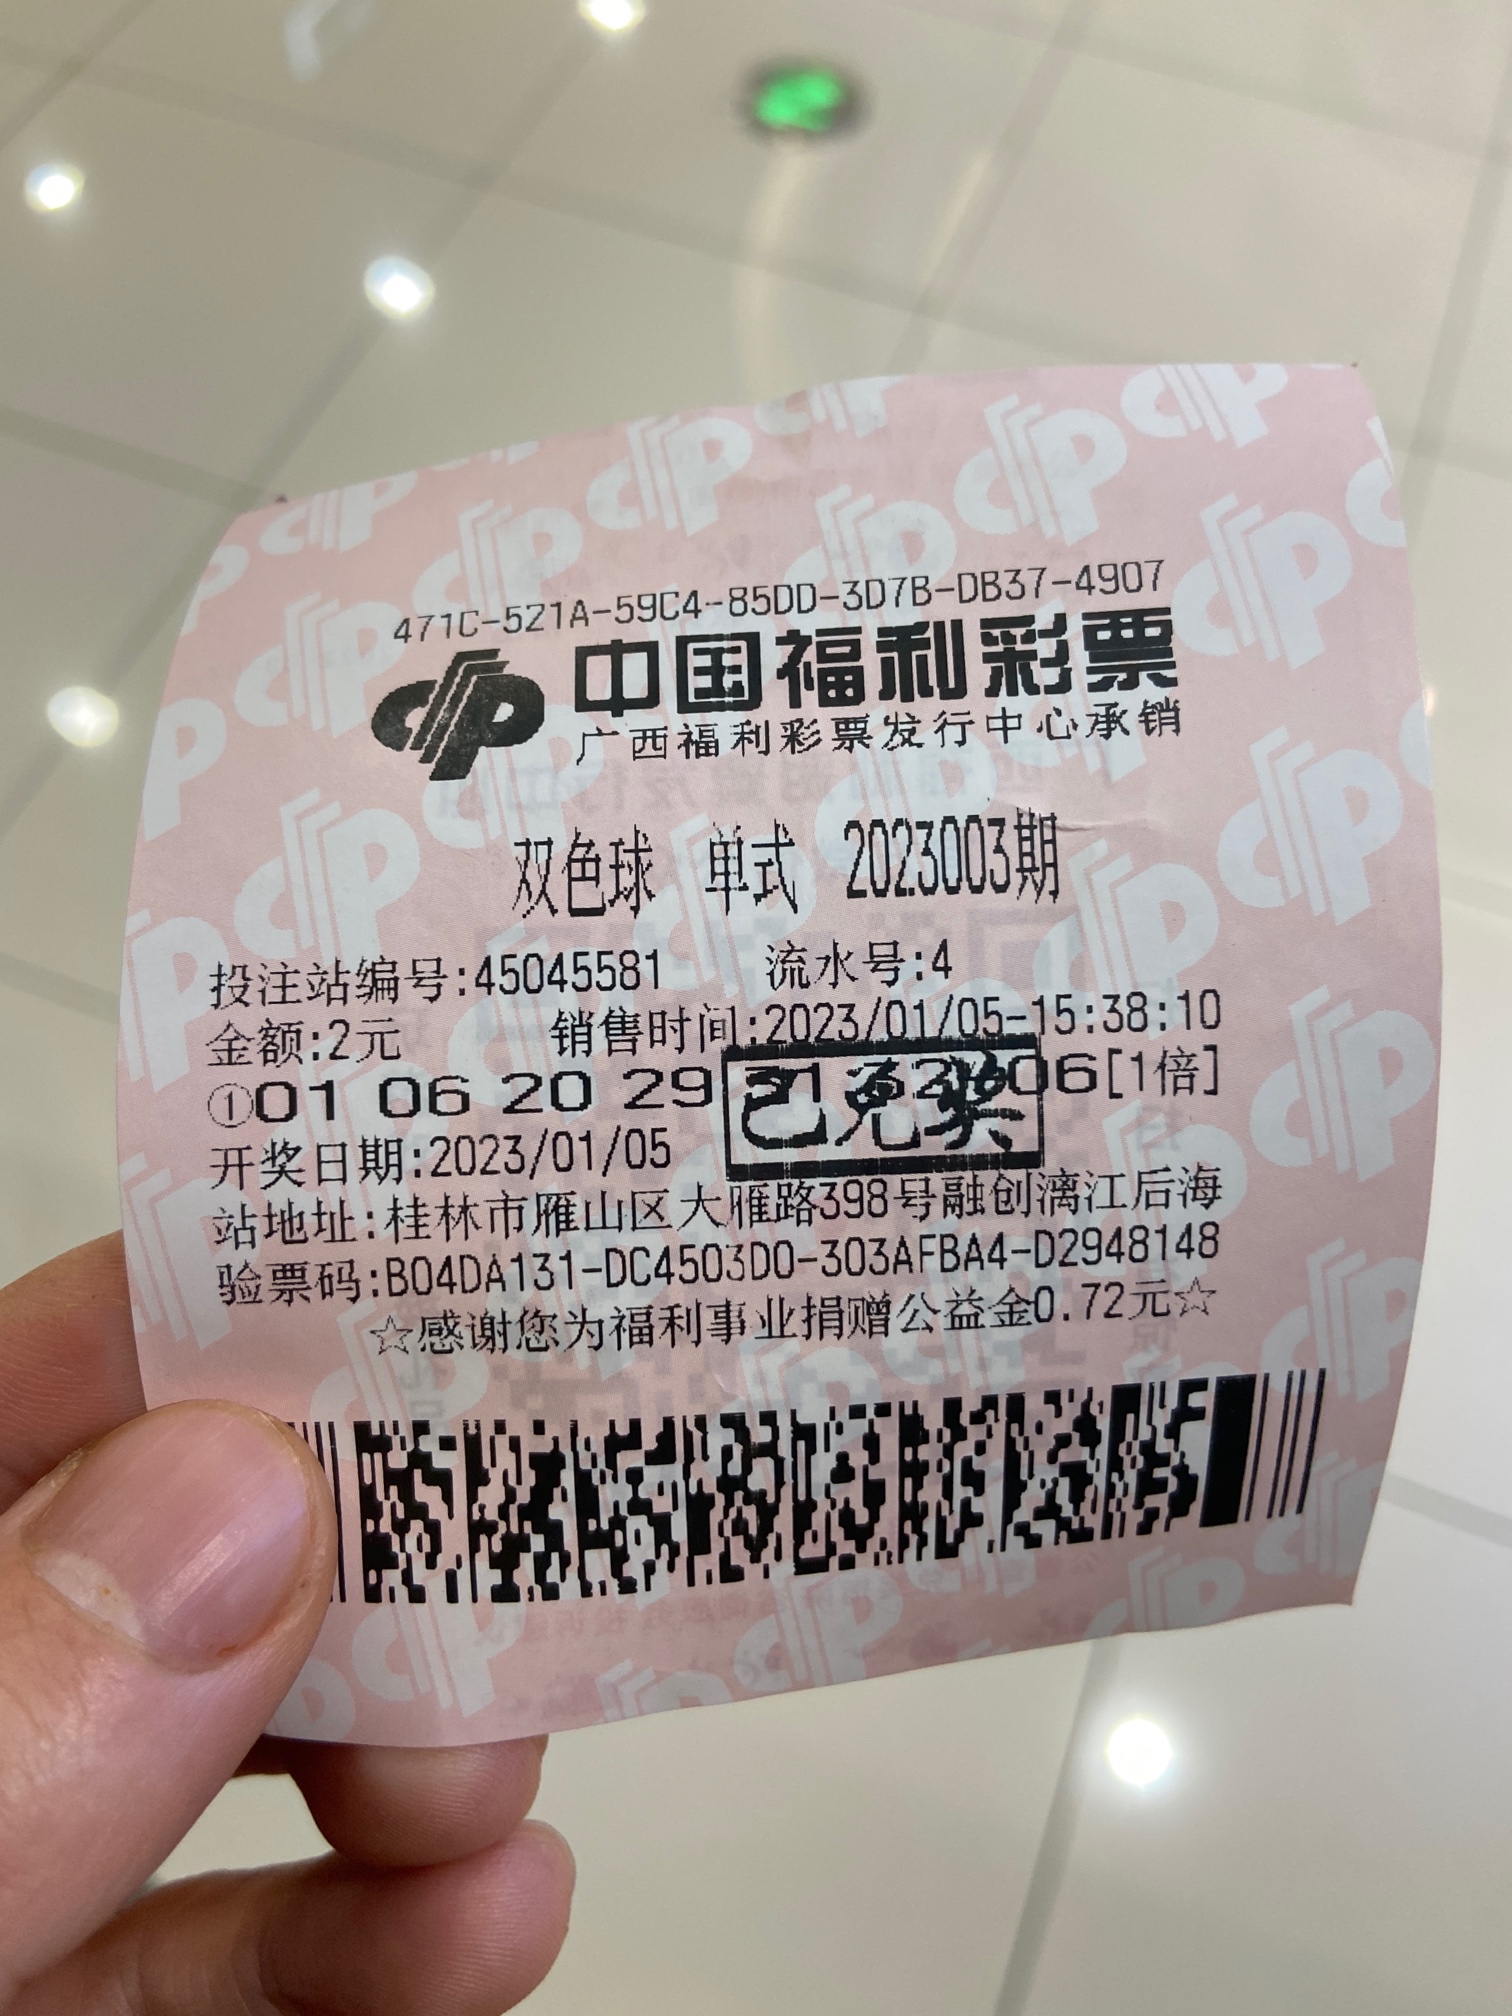 471C-521A-59C4-85DD-3D7B-DB37-4907
中国福利彩票
广西福利彩票发行中心承销
双色球 单式 2023003期
投注站编号:45045581 流水号:4
金额:2元 销售时间:2023/01/05-15:38:10
①01 06 20 29 31 32 06[1倍]
已兑奖
开奖日期:2023/01/05
站地址:桂林市雁山区大雁路398号融创漓江后海
验票码:B04DA131-DC4503D0-303AFBA4-D2948148
☆感谢您为福利事业捐赠公益金0.72元☆